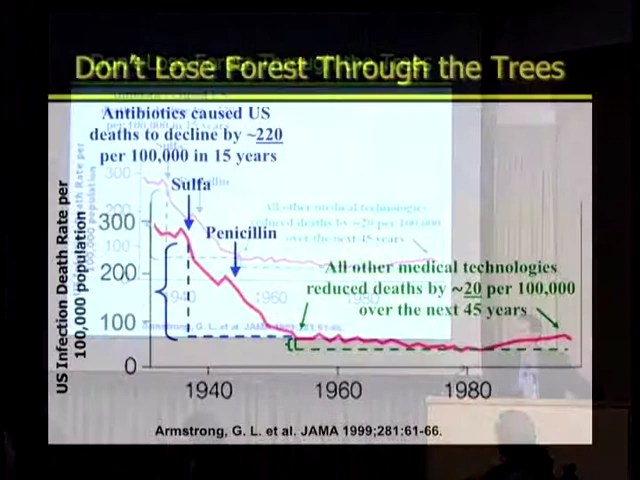 Don't Lose Forest Through the Trees
Antibiotics caused US
deaths to decline by ~220
per 100,000 in 15 years
Sulfa
Penicillin
All other medical technologies
reduced deaths by ~20 per 100,000
over the next 45 years
US Infection Death Rate per
100,000 population
300
200
100
0
1940
1960
1980
Armstrong, G. L. et al. JAMA 1999;281:61-66.